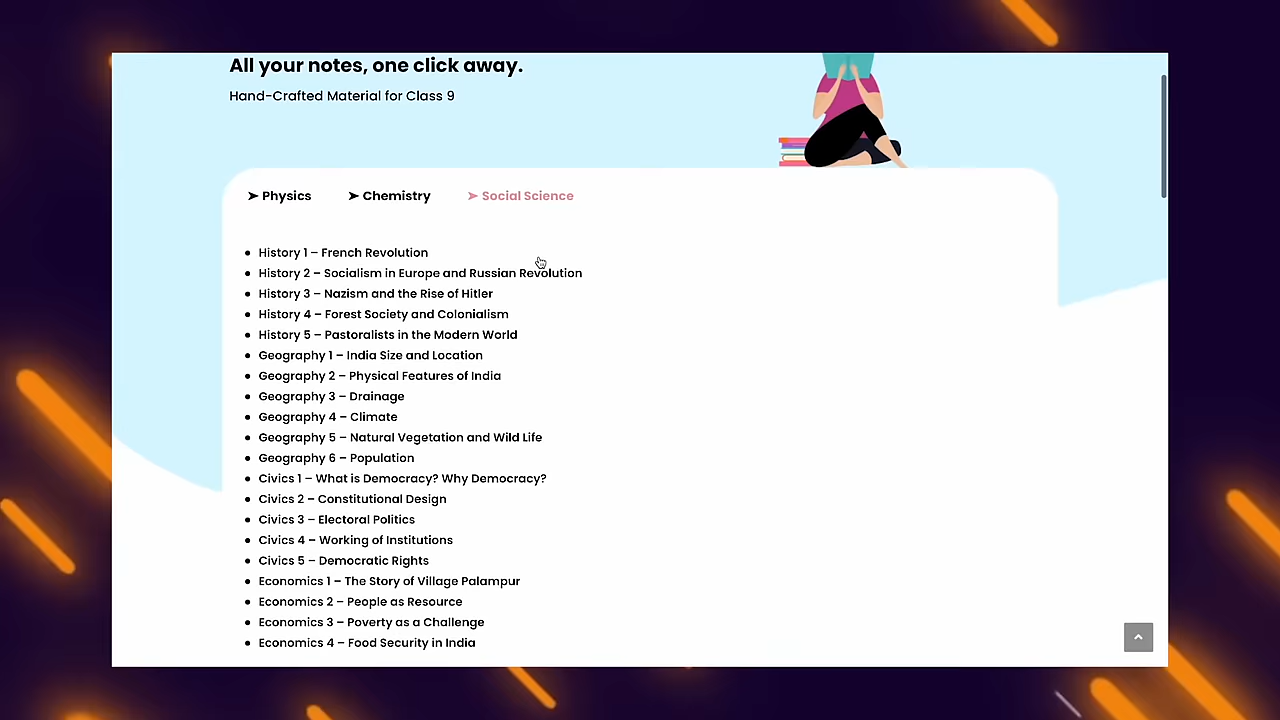 All your notes, one click away.
Hand-Crafted Material for Class 9
➤ Physics ➤ Chemistry ➤ Social Science
• History 1 – French Revolution
• History 2 – Socialism in Europe and Russian Revolution
• History 3 – Nazism and the Rise of Hitler
• History 4 – Forest Society and Colonialism
• History 5 – Pastoralists in the Modern World
• Geography 1 – India Size and Location
• Geography 2 – Physical Features of India
• Geography 3 – Drainage
• Geography 4 – Climate
• Geography 5 – Natural Vegetation and Wild Life
• Geography 6 – Population
• Civics 1 – What is Democracy? Why Democracy?
• Civics 2 – Constitutional Design
• Civics 3 – Electoral Politics
• Civics 4 – Working of Institutions
• Civics 5 – Democratic Rights
• Economics 1 – The Story of Village Palampur
• Economics 2 – People as Resource
• Economics 3 – Poverty as a Challenge
• Economics 4 – Food Security in India